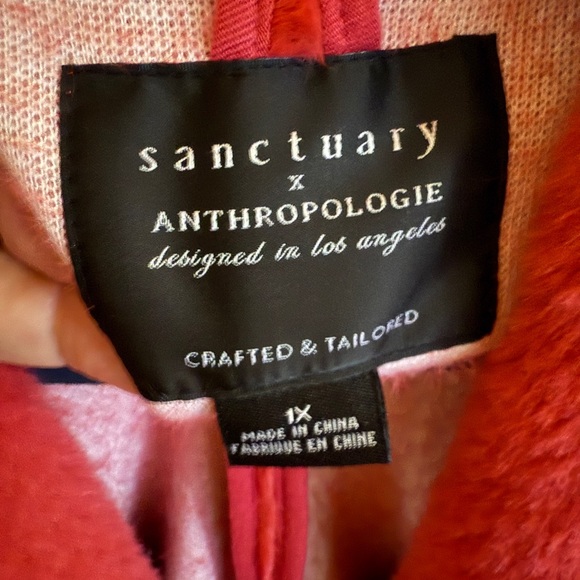 sanctuary
x
ANTHROPOLOGIE
designed in los angeles
CRAFTED & TAILORED
1X
MADE IN CHINA
FABRIQUE EN CHINE